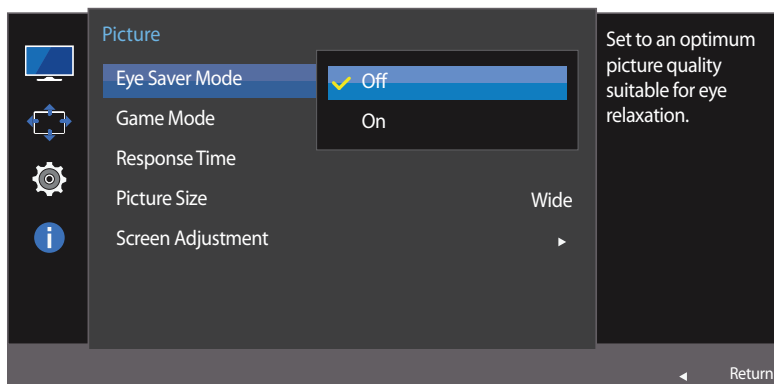 Picture
Eye Saver Mode
Off
Game Mode
On
Response Time
Picture Size Wide
Screen Adjustment ►
Set to an optimum
picture quality
suitable for eye
relaxation.
i
◄ Return